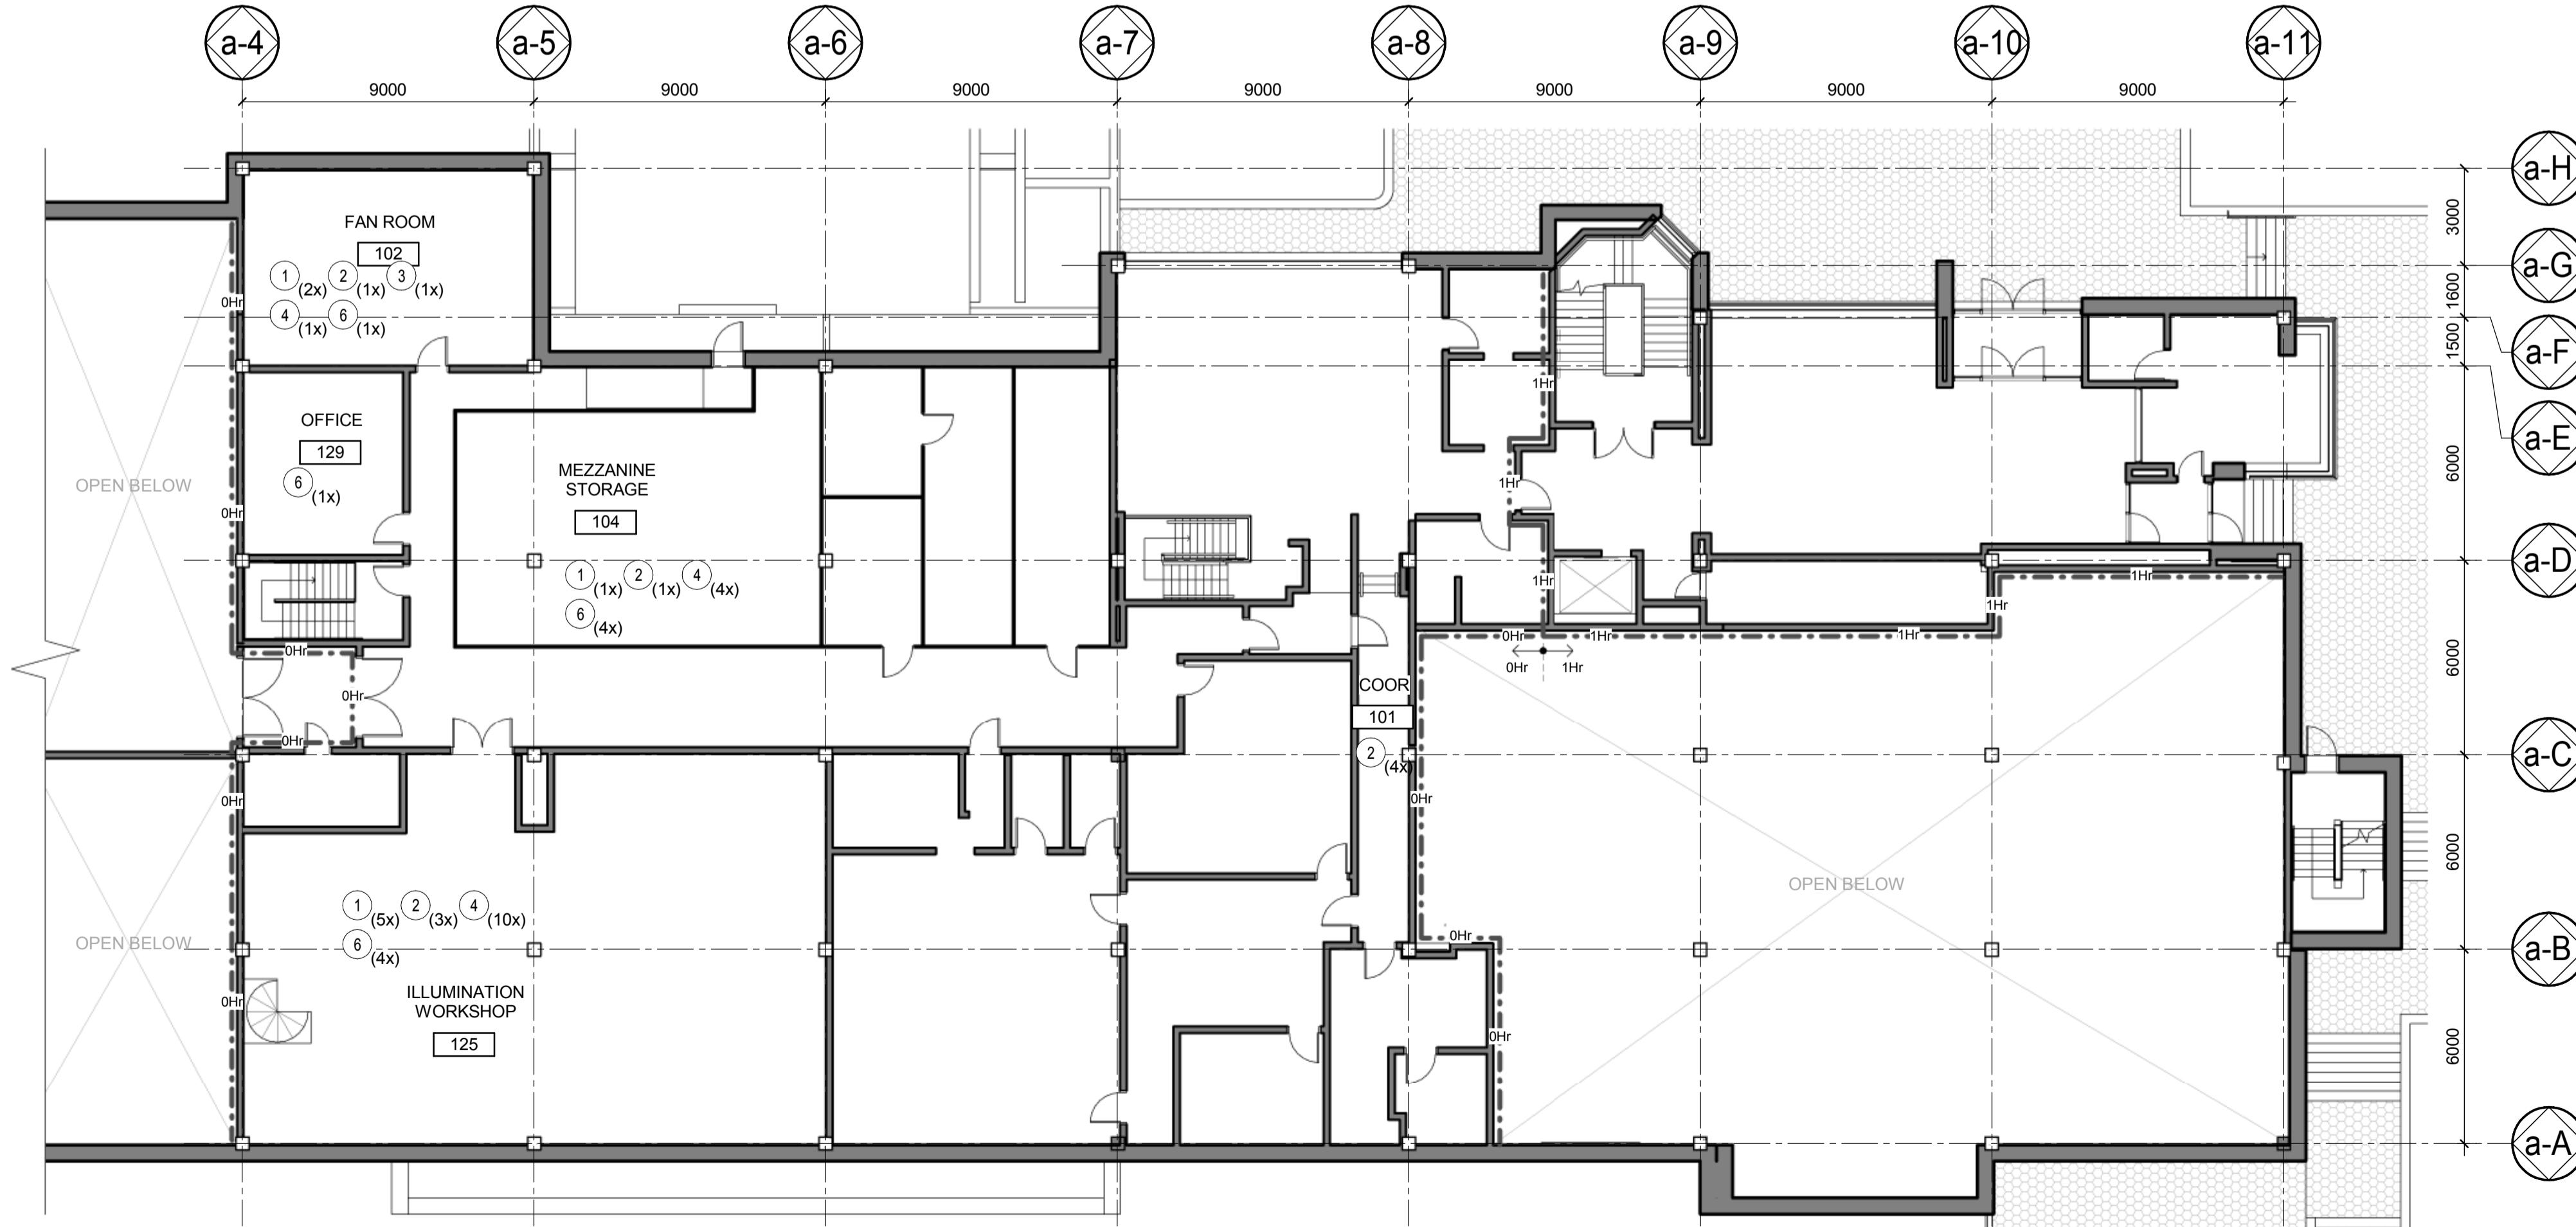 a-4 a-5 a-6 a-7 a-8 a-9 a-10 a-11
9000 9000 9000 9000 9000 9000 9000
a-H
3000
a-G
1600
a-F
1500
a-E
6000
a-D
6000
a-C
6000
a-B
6000
a-A
FAN ROOM
102
1 (2x) 2 (1x) 3 (1x)
4 (1x) 6 (1x)
0Hr
OFFICE
129
6 (1x)
OPEN BELOW
0Hr
MEZZANINE
STORAGE
104
1 (1x) 2 (1x) 4 (4x)
6 (4x)
0Hr
0Hr
0Hr
1Hr
1Hr
1Hr
1Hr
1Hr
0Hr 1Hr 1Hr
0Hr 1Hr
COOR
101
2 (4x)
0Hr
0Hr
OPEN BELOW
0Hr
1 (5x) 2 (3x) 4 (10x)
6 (4x)
OPEN BELOW
0Hr
ILLUMINATION
WORKSHOP
125
0Hr
0Hr